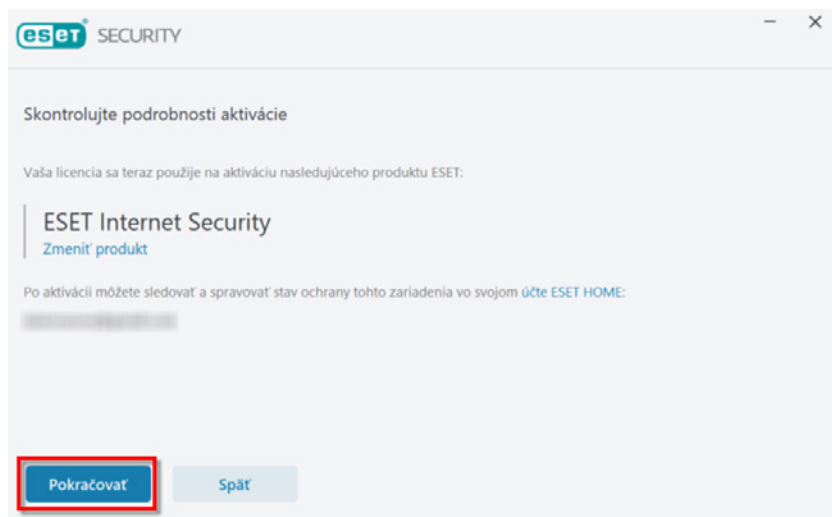 eset SECURITY
Skontrolujte podrobnosti aktivácie
Vaša licencia sa teraz použije na aktiváciu nasledujúceho produktu ESET:
ESET Internet Security
Zmeniť produkt
Po aktivácii môžete sledovať a spravovať stav ochrany tohto zariadenia vo svojom účte ESET HOME:
Pokračovať Späť